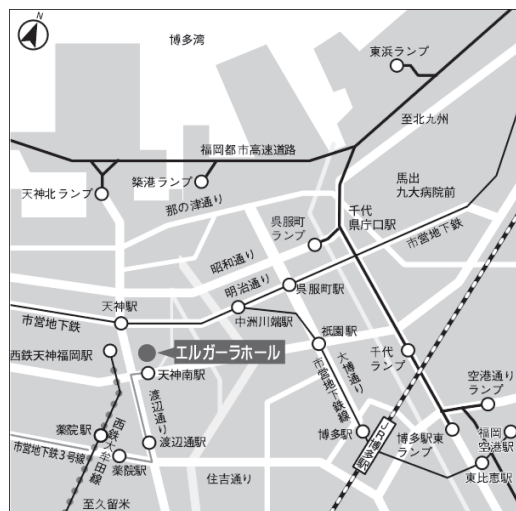 N
博多湾
東浜ランプ
至北九州
福岡都市高速道路
天神北ランプ
築港ランプ
那の津通り
馬出
九大病院前
呉服町
ランプ
千代
県庁口駅
市営地下鉄
昭和通り
明治通り
呉服町駅
天神駅
市営地下鉄
中洲川端駅
祇園駅
西鉄天神福岡駅
エルガーラホール
天神南駅
大博通り
市営地下鉄線
千代
ランプ
渡辺通り
空港通り
ランプ
博多駅
JR博多駅
博多駅東
ランプ
福岡
空港駅
薬院駅
西鉄大牟田線
渡辺通駅
市営地下鉄3号線
薬院駅
住吉通り
東比恵駅
至久留米